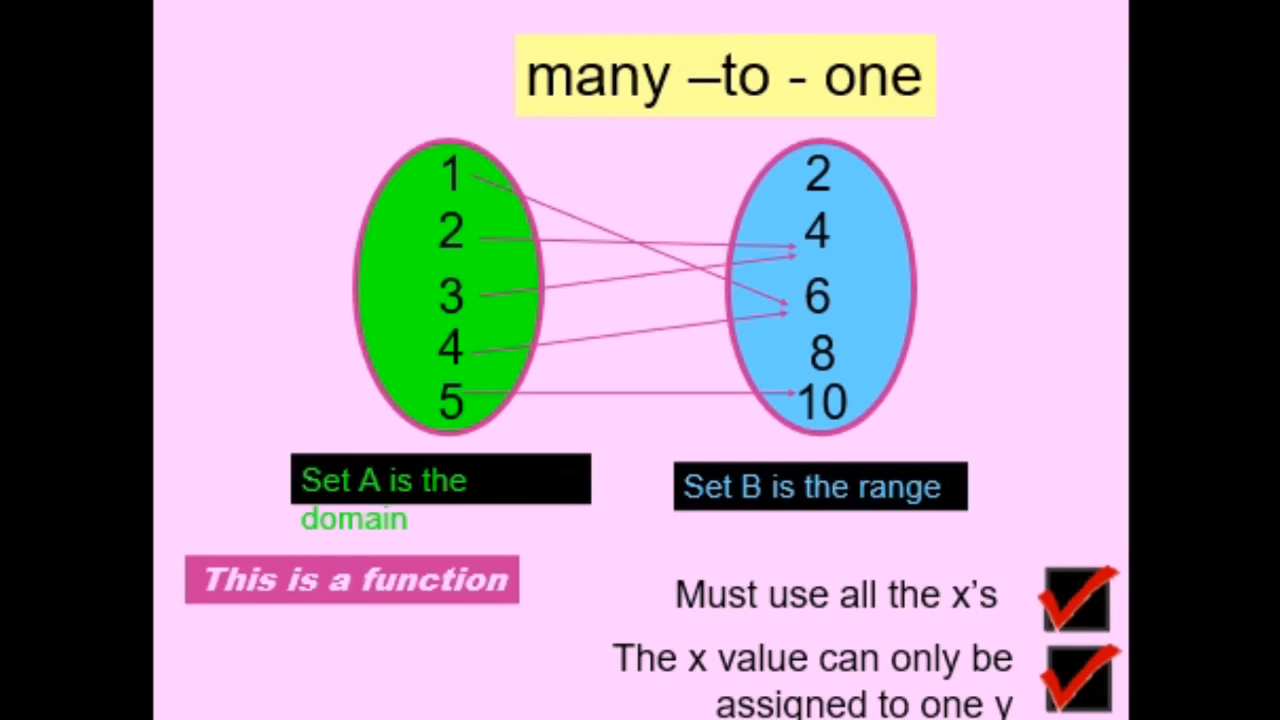 many –to - one
1
2
2
4
3
6
4
8
5
10
Set A is the
domain
Set B is the range
This is a function
Must use all the x’s
The x value can only be
assigned to one y